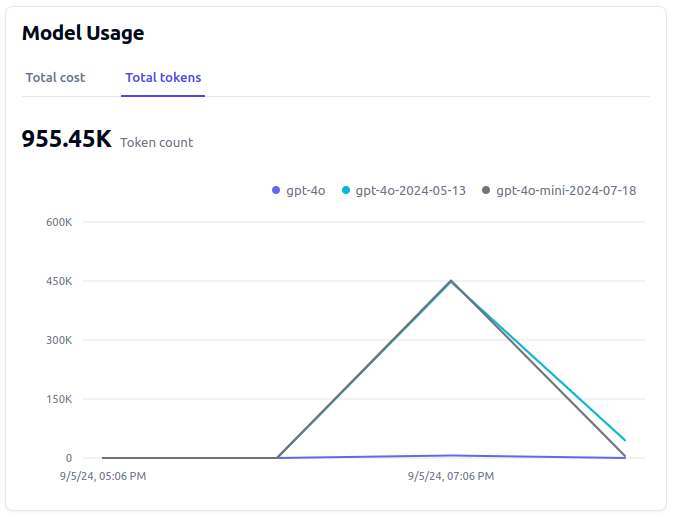 Model Usage
Total cost Total tokens
955.45K Token count
gpt-4o gpt-4o-2024-05-13 gpt-4o-mini-2024-07-18
600K
450K
300K
150K
0
9/5/24, 05:06 PM 9/5/24, 07:06 PM